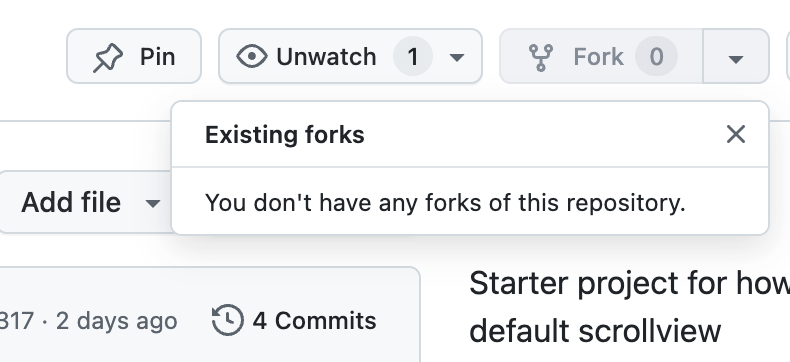 Pin
Unwatch 1
Fork 0
Existing forks
Add file
You don't have any forks of this repository.
Starter project for how
default scrollview
317 · 2 days ago
4 Commits